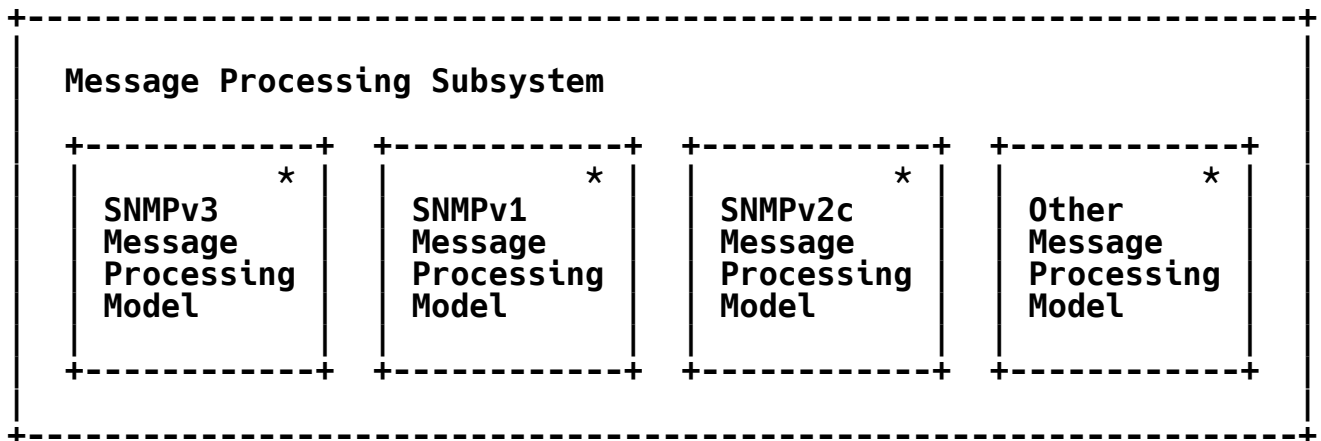 +------------------------------------------------------------------+
|                                                                  |
|  Message Processing Subsystem                                    |
|                                                                  |
|  +------------+  +------------+  +------------+  +------------+  |
|  |          * |  |          * |  |          * |  |          * |  |
|  | SNMPv3     |  | SNMPv1     |  | SNMPv2c    |  | Other      |  |
|  | Message    |  | Message    |  | Message    |  | Message    |  |
|  | Processing |  | Processing |  | Processing |  | Processing |  |
|  | Model      |  | Model      |  | Model      |  | Model      |  |
|  |            |  |            |  |            |  |            |  |
|  +------------+  +------------+  +------------+  +------------+  |
|                                                                  |
+------------------------------------------------------------------+